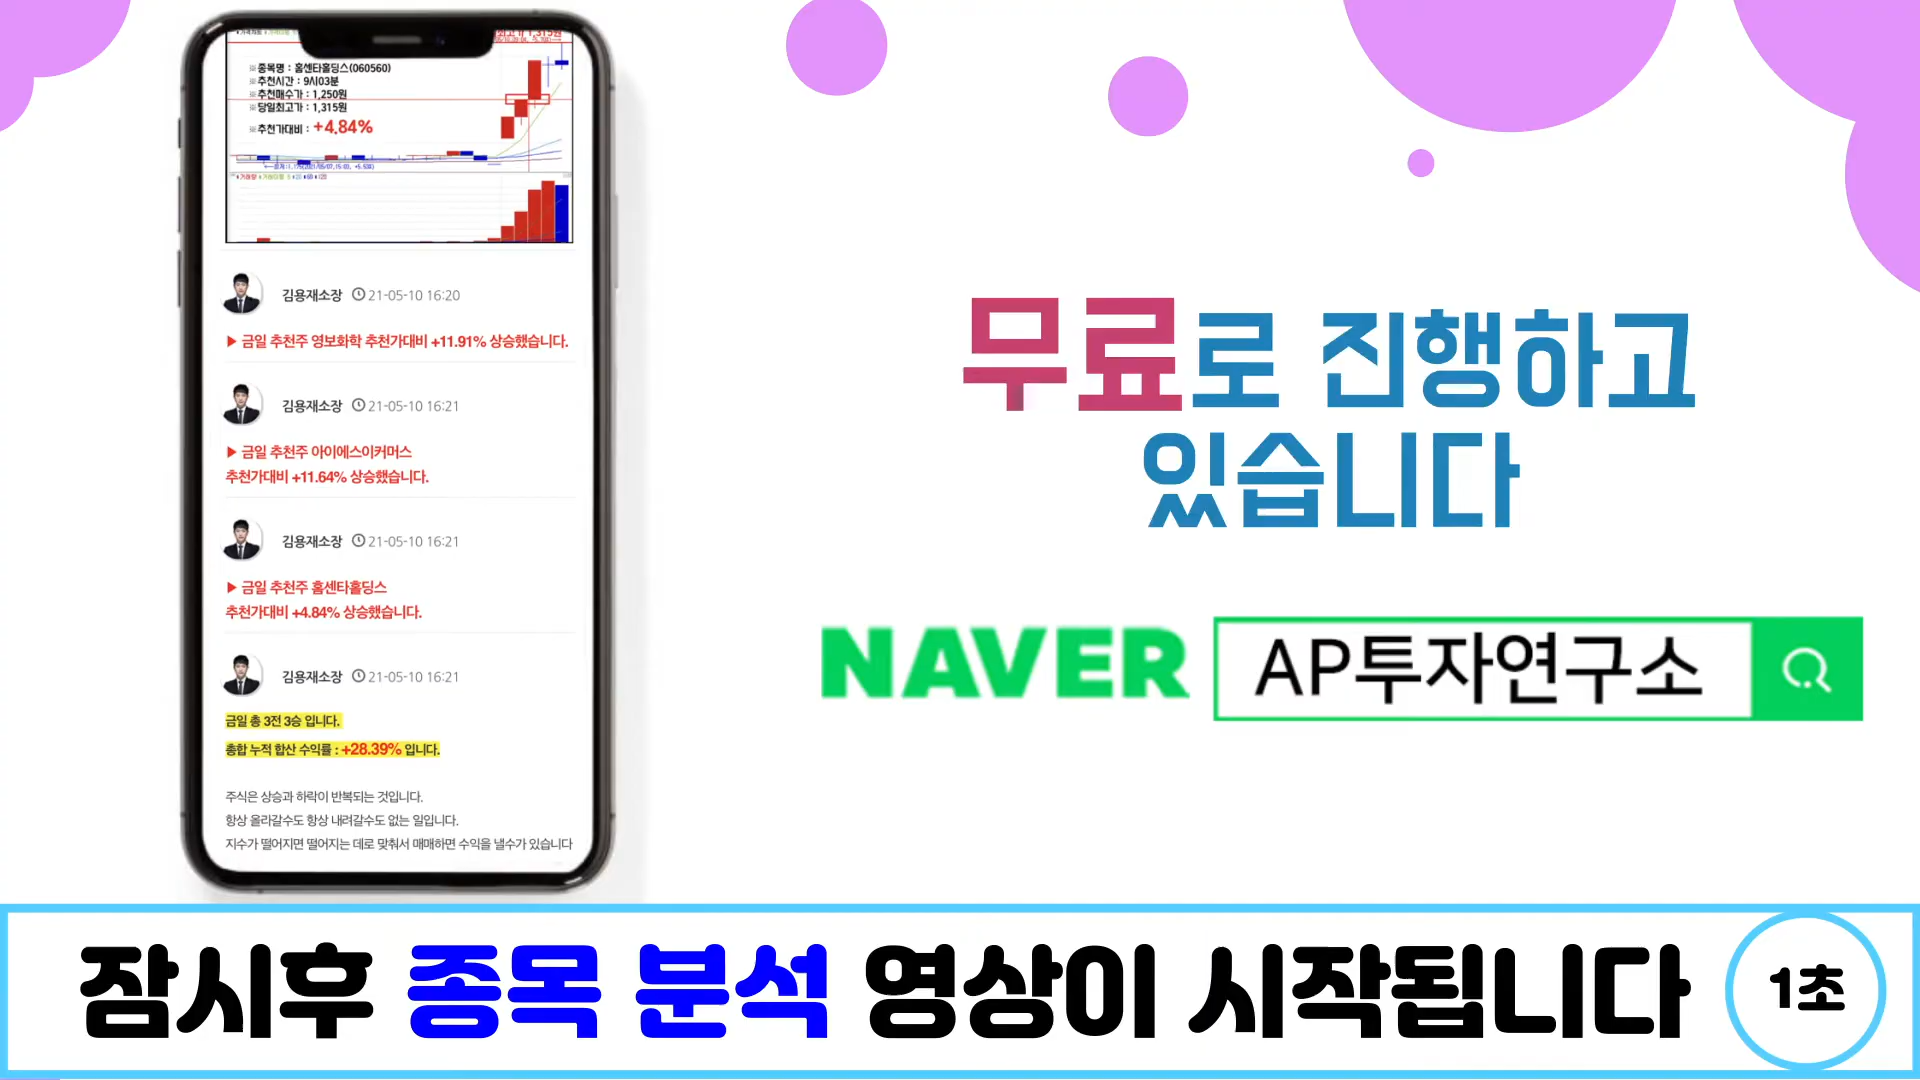 ※종목명 : 홈센타홀딩스(060560)
※추천시간 : 9시03분
※추천매수가 : 1,250원
※당일최고가 : 1,315원
※추천가대비 : +4.84%
김용재소장 21-05-10 16:20
▶ 금일 추천주 영보화학 추천가대비 +11.91% 상승했습니다.
김용재소장 21-05-10 16:21
▶ 금일 추천주 아이에스이커머스
추천가대비 +11.64% 상승했습니다.
김용재소장 21-05-10 16:21
▶ 금일 추천주 홈센타홀딩스
추천가대비 +4.84% 상승했습니다.
김용재소장 21-05-10 16:21
금일 총 3전 3승 입니다.
총합 누적 합산 수익률 : +28.39% 입니다.
주식은 상승과 하락이 반복되는 것입니다.
항상 올라갈수도 항상 내려갈수도 없는 일입니다.
지수가 떨어지면 떨어지는 데로 맞춰서 매매하면 수익을 낼수가 있습니다
무료로 진행하고
있습니다
NAVER AP투자연구소
잠시후 종목 분석 영상이 시작됩니다 1초